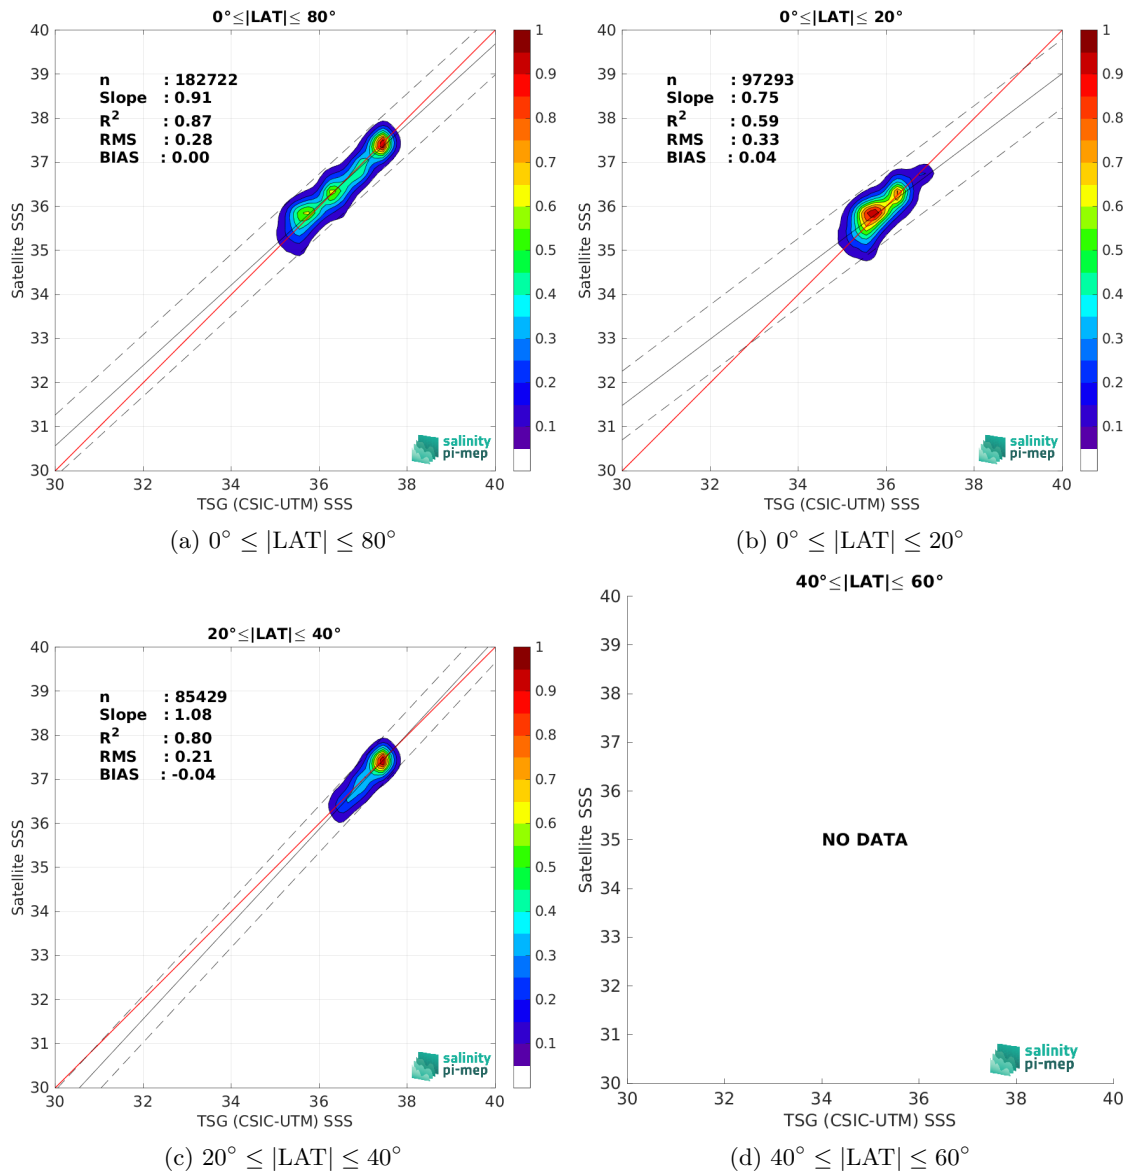 0°≤|LAT|≤ 80°
40
39
38
37
36
35
34
33
32
31
30
Satellite SSS
n : 182722
Slope : 0.91
R² : 0.87
RMS : 0.28
BIAS : 0.00
1
0.9
0.8
0.7
0.6
0.5
0.4
0.3
0.2
0.1
salinity
pi-mep
30 32 34 36 38 40
TSG (CSIC-UTM) SSS
(a) 0° ≤ |LAT| ≤ 80°
0°≤|LAT|≤ 20°
40
39
38
37
36
35
34
33
32
31
30
Satellite SSS
n : 97293
Slope : 0.75
R² : 0.59
RMS : 0.33
BIAS : 0.04
1
0.9
0.8
0.7
0.6
0.5
0.4
0.3
0.2
0.1
salinity
pi-mep
30 32 34 36 38 40
TSG (CSIC-UTM) SSS
(b) 0° ≤ |LAT| ≤ 20°
20°≤|LAT|≤ 40°
40
39
38
37
36
35
34
33
32
31
30
Satellite SSS
n : 85429
Slope : 1.08
R² : 0.80
RMS : 0.21
BIAS : -0.04
1
0.9
0.8
0.7
0.6
0.5
0.4
0.3
0.2
0.1
salinity
pi-mep
30 32 34 36 38 40
TSG (CSIC-UTM) SSS
(c) 20° ≤ |LAT| ≤ 40°
40°≤|LAT|≤ 60°
40
39
38
37
36
35
34
33
32
31
30
Satellite SSS
NO DATA
salinity
pi-mep
30 32 34 36 38 40
TSG (CSIC-UTM) SSS
(d) 40° ≤ |LAT| ≤ 60°